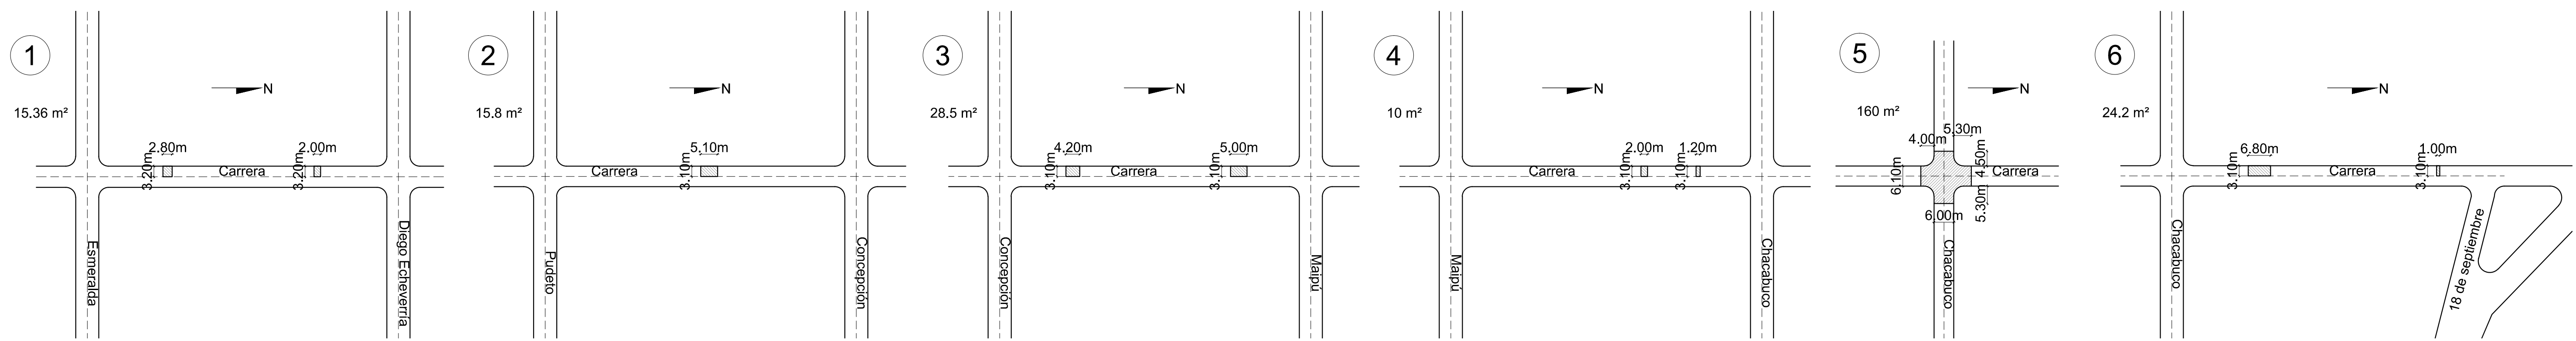 1
N
15.36 m²
2.80m
2.00m
3.20m
Carrera
3.20m
Esmeralda
Diego Echeverría
2
N
15.8 m²
5.10m
Carrera
3.10m
Pudeto
Concepción
3
N
28.5 m²
4.20m
5.00m
3.10m
Carrera
3.10m
Concepción
Maipú
4
N
10 m²
2.00m
1.20m
Carrera
3.10m
3.10m
Maipú
Chacabuco
5
N
160 m²
5.30m
4.00m
4.50m
6.10m
Carrera
5.30m
6.00m
Chacabuco
6
N
24.2 m²
6.80m
1.00m
3.10m
Carrera
3.10m
Chacabuco
18 de septiembre